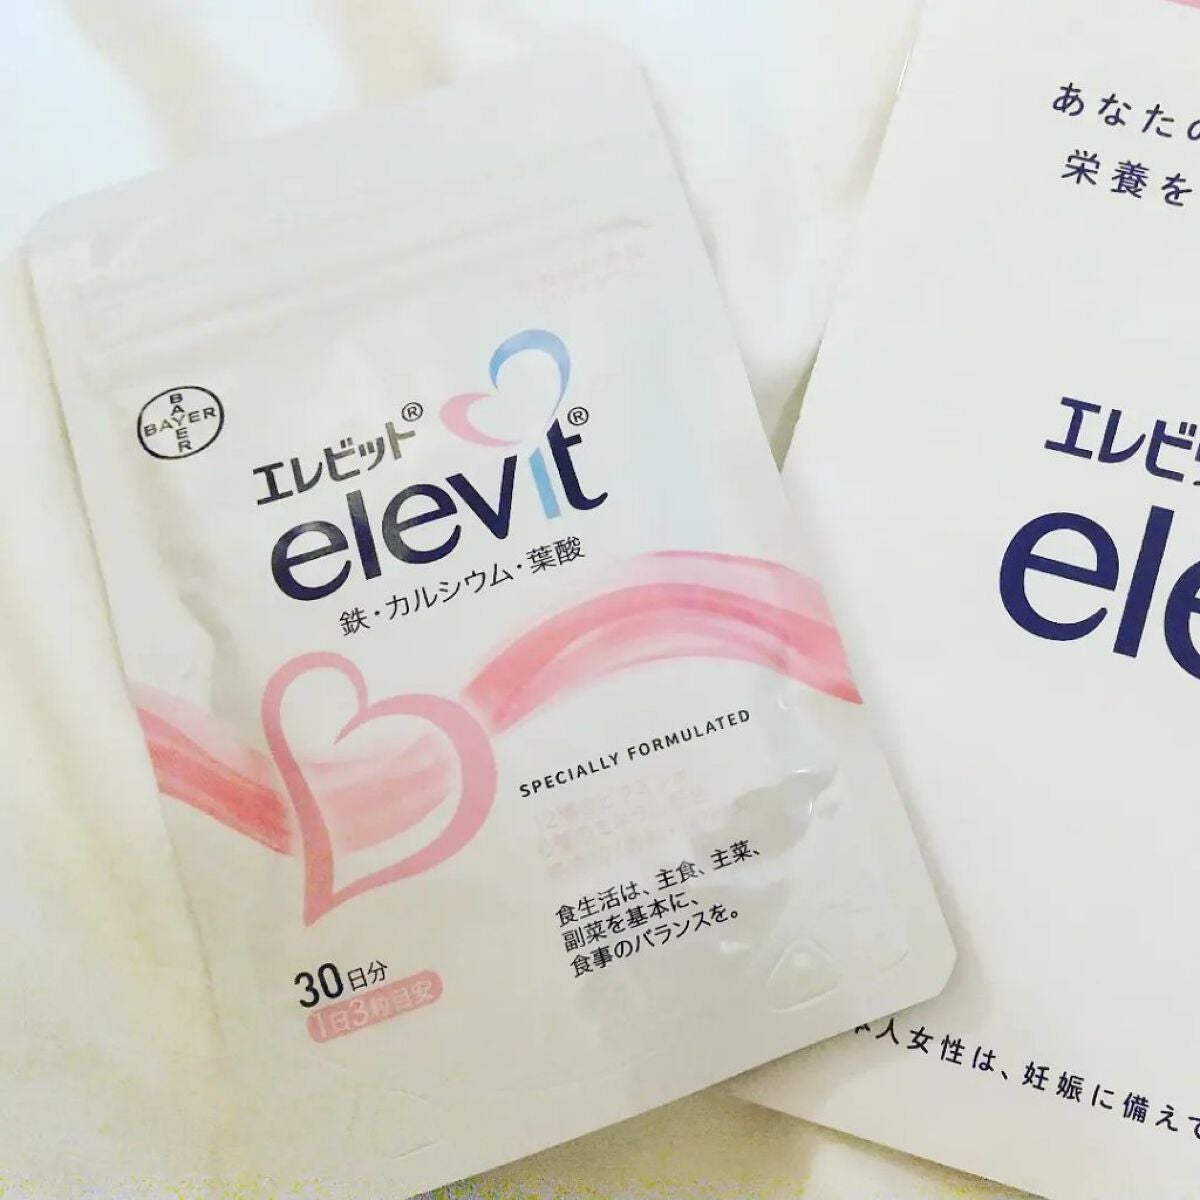 BAYER
BAYER
エレビット®
elevit®
鉄・カルシウム・葉酸
SPECIALLY FORMULATED
食生活は、主食、主菜、
副菜を基本に、
食事のバランスを。
30日分
1日3粒目安
あなたの
栄養を
エレビ
ele
人女性は、妊娠に備えて